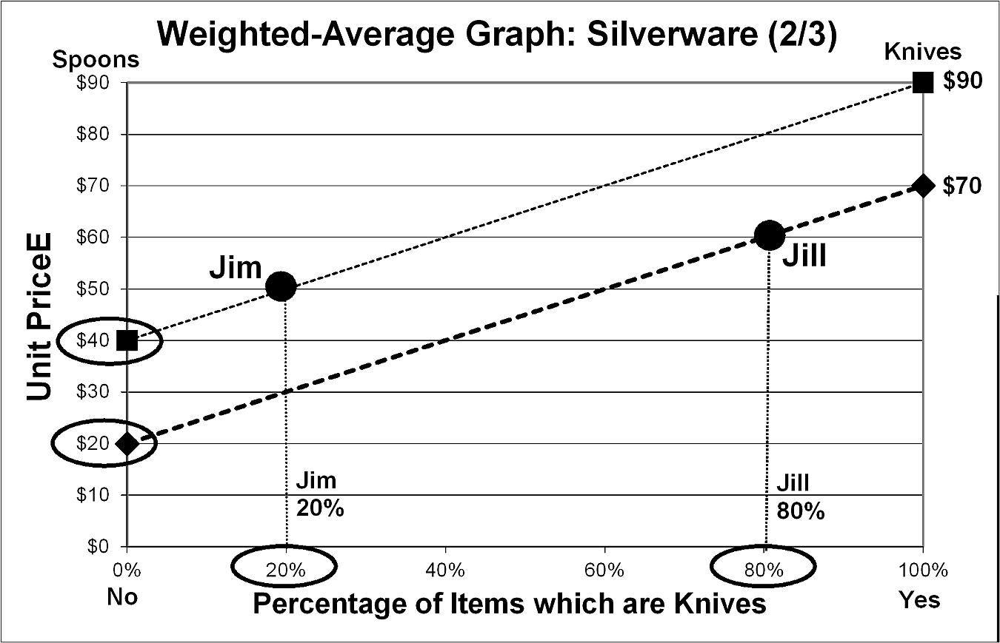 Weighted-Average Graph: Silverware (2/3)
Spoons
Knives
$90
$90
$80
$70
$70
$60
Jill
Jim
$50
$40
$30
$20
$10
$0
Unit PriceE
Jim
20%
Jill
80%
0%
20%
40%
60%
80%
100%
No
Percentage of Items which are Knives
Yes